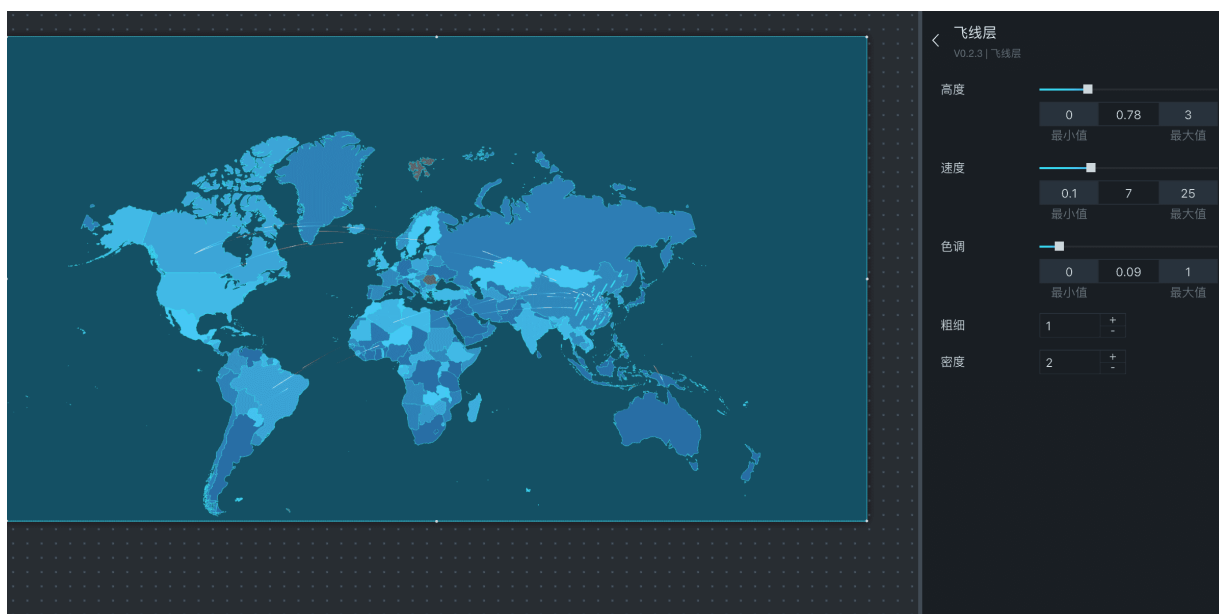 飞线层
V0.2.3 | 飞线层
高度
0 0.78 3
最小值 最大值
速度
0.1 7 25
最小值 最大值
色调
0 0.09 1
最小值 最大值
粗细 1 + -
密度 2 + -